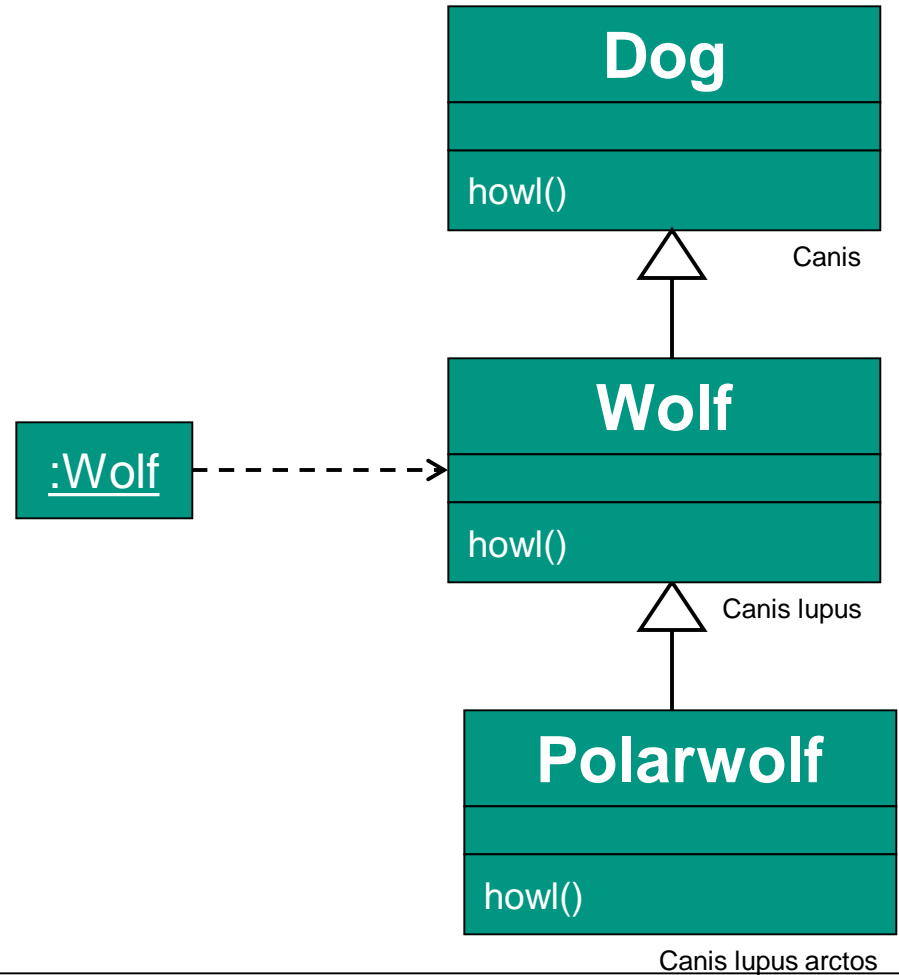 Dog
howl()
Canis
Wolf
:Wolf
howl()
Canis lupus
Polarwolf
howl()
Canis lupus arctos